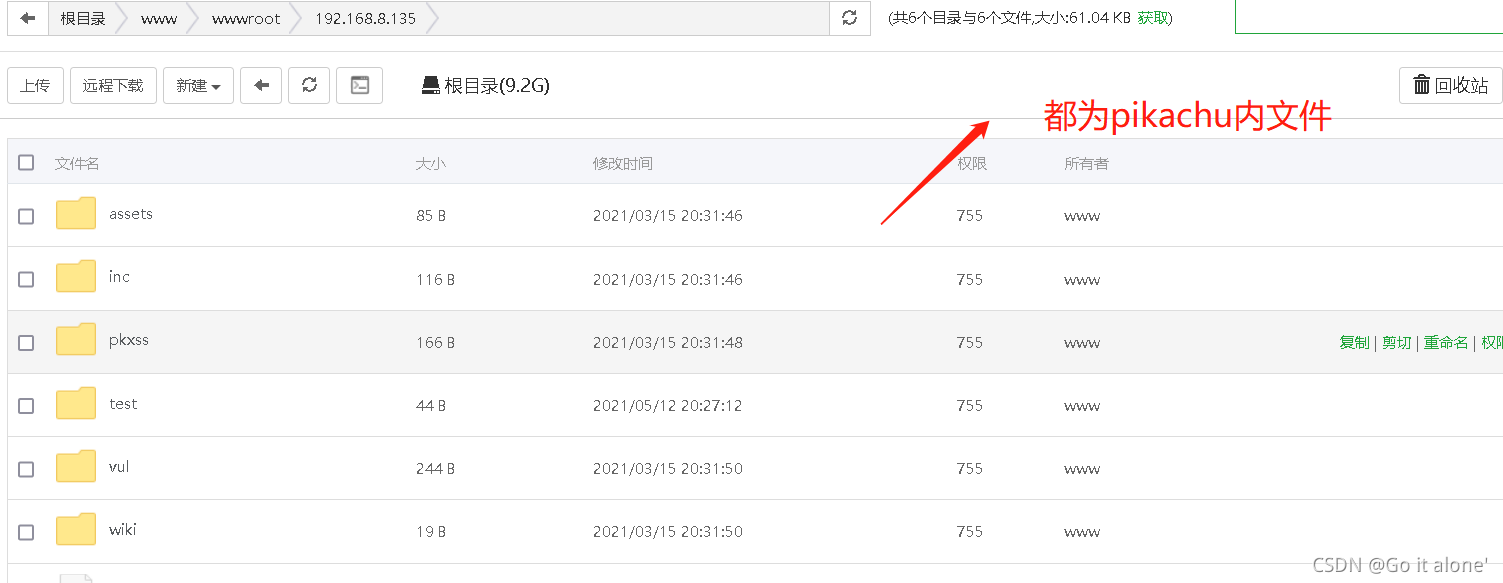 根目录 www wwwroot 192.168.8.135 (共6个目录与6个文件,大小:61.04 KB 获取)
上传 远程下载 新建 根目录(9.2G) 回收站
都为pikachu内文件
文件名 大小 修改时间 权限 所有者
assets 85 B 2021/03/15 20:31:46 755 www
inc 116 B 2021/03/15 20:31:46 755 www
pkxss 166 B 2021/03/15 20:31:48 755 www 复制 | 剪切 | 重命名 | 权限
test 44 B 2021/05/12 20:27:12 755 www
vul 244 B 2021/03/15 20:31:50 755 www
wiki 19 B 2021/03/15 20:31:50 755 www
CSDN @Go it alone'